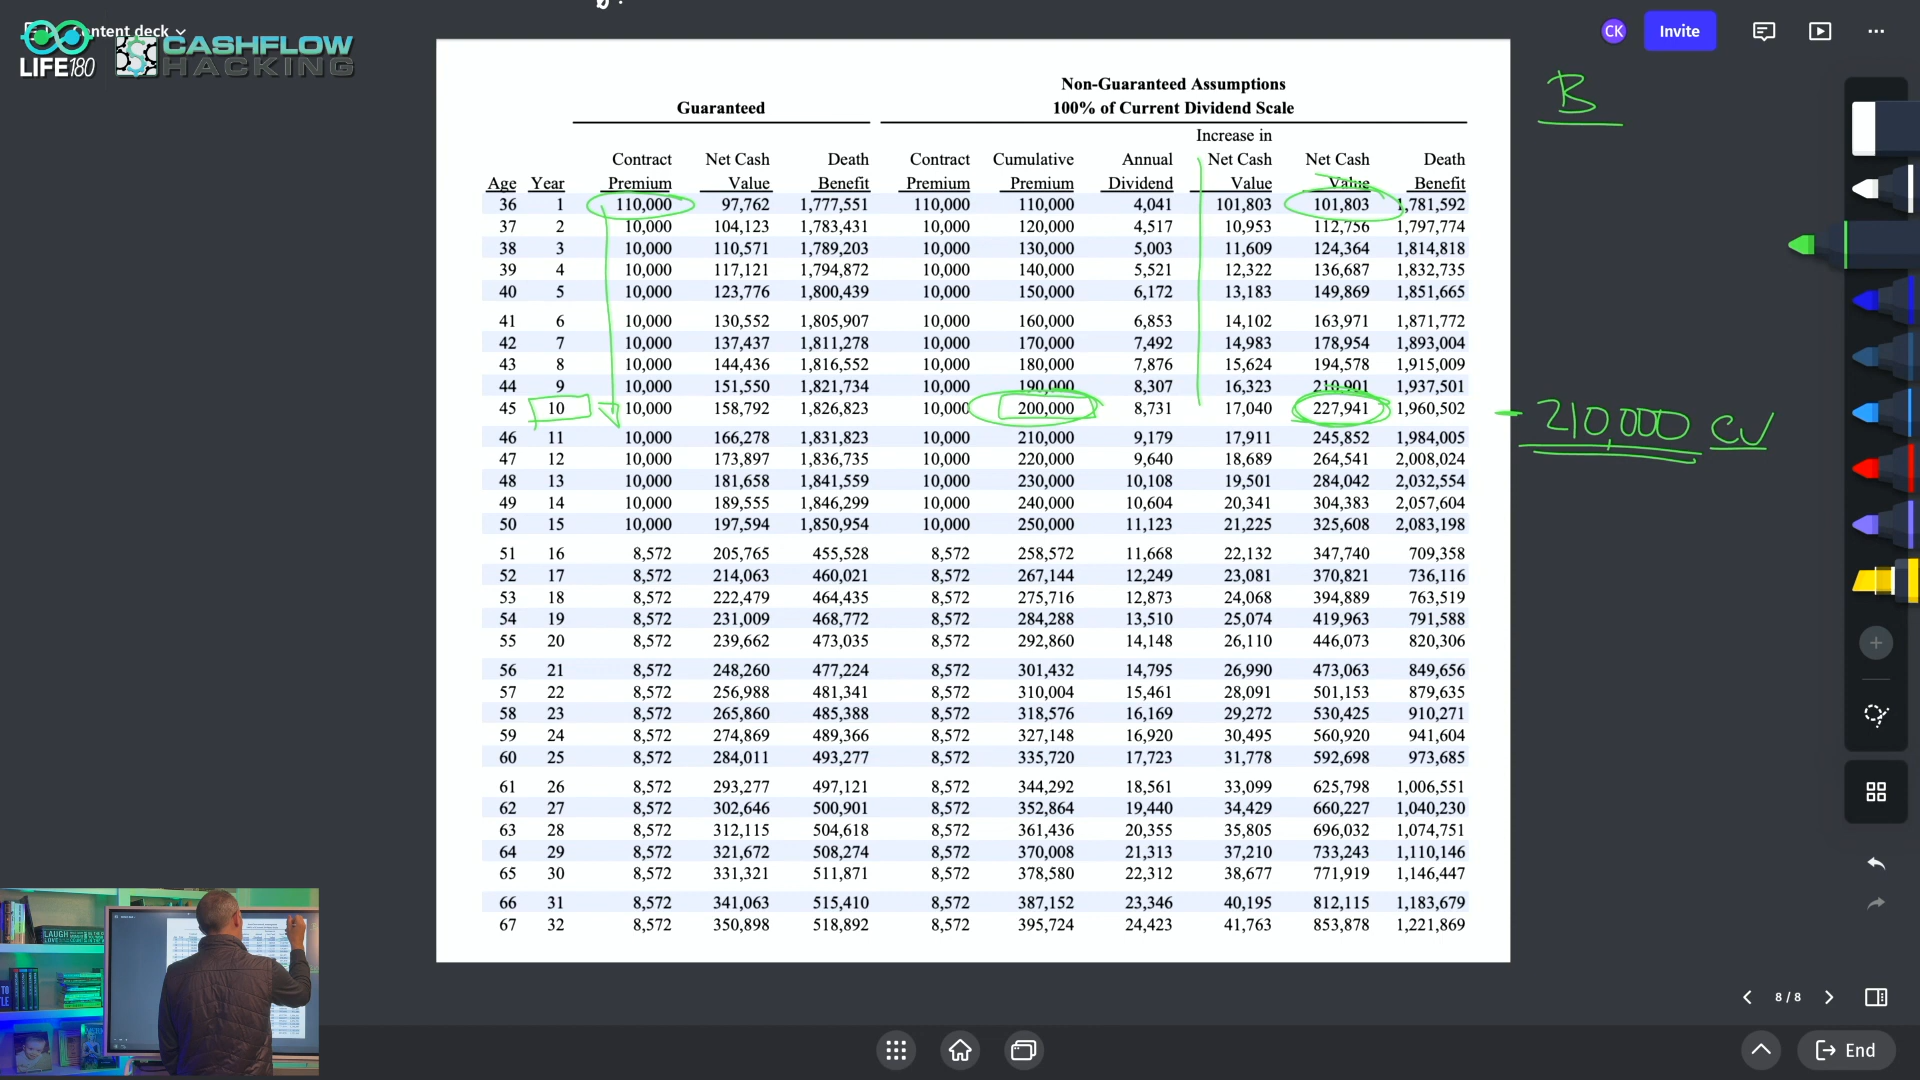 ntent deck
LIFE180
CASHFLOW
HACKING
CK
Invite
B
Non-Guaranteed Assumptions
Guaranteed
100% of Current Dividend Scale
Increase in
Contract Net Cash Death Contract Cumulative Annual Net Cash Net Cash Death
Age Year Premium Value Benefit Premium Premium Dividend Value Value Benefit
36 1 110,000 97,762 1,777,551 110,000 110,000 4,041 101,803 101,803 1,781,592
37 2 10,000 104,123 1,783,431 10,000 120,000 4,517 10,953 112,756 1,797,774
38 3 10,000 110,571 1,789,203 10,000 130,000 5,003 11,609 124,364 1,814,818
39 4 10,000 117,121 1,794,872 10,000 140,000 5,521 12,322 136,687 1,832,735
40 5 10,000 123,776 1,800,439 10,000 150,000 6,172 13,183 149,869 1,851,665
41 6 10,000 130,552 1,805,907 10,000 160,000 6,853 14,102 163,971 1,871,772
42 7 10,000 137,437 1,811,278 10,000 170,000 7,492 14,983 178,954 1,893,004
43 8 10,000 144,436 1,816,552 10,000 180,000 7,876 15,624 194,578 1,915,009
44 9 10,000 151,550 1,821,734 10,000 190,000 8,307 16,323 210,901 1,937,501
45 10 10,000 158,792 1,826,823 10,000 200,000 8,731 17,040 227,941 1,960,502
- 210,000 CV
46 11 10,000 166,278 1,831,823 10,000 210,000 9,179 17,911 245,852 1,984,005
47 12 10,000 173,897 1,836,735 10,000 220,000 9,640 18,689 264,541 2,008,024
48 13 10,000 181,658 1,841,559 10,000 230,000 10,108 19,501 284,042 2,032,554
49 14 10,000 189,555 1,846,299 10,000 240,000 10,604 20,341 304,383 2,057,604
50 15 10,000 197,594 1,850,954 10,000 250,000 11,123 21,225 325,608 2,083,198
51 16 8,572 205,765 455,528 8,572 258,572 11,668 22,132 347,740 709,358
52 17 8,572 214,063 460,021 8,572 267,144 12,249 23,081 370,821 736,116
53 18 8,572 222,479 464,435 8,572 275,716 12,873 24,068 394,889 763,519
54 19 8,572 231,009 468,772 8,572 284,288 13,510 25,074 419,963 791,588
55 20 8,572 239,662 473,035 8,572 292,860 14,148 26,110 446,073 820,306
56 21 8,572 248,260 477,224 8,572 301,432 14,795 26,990 473,063 849,656
57 22 8,572 256,988 481,341 8,572 310,004 15,461 28,091 501,153 879,635
58 23 8,572 265,860 485,388 8,572 318,576 16,169 29,272 530,425 910,271
59 24 8,572 274,869 489,366 8,572 327,148 16,920 30,495 560,920 941,604
60 25 8,572 284,011 493,277 8,572 335,720 17,723 31,778 592,698 973,685
61 26 8,572 293,277 497,121 8,572 344,292 18,561 33,099 625,798 1,006,551
62 27 8,572 302,646 500,901 8,572 352,864 19,440 34,429 660,227 1,040,230
63 28 8,572 312,115 504,618 8,572 361,436 20,355 35,805 696,032 1,074,751
64 29 8,572 321,672 508,274 8,572 370,008 21,313 37,210 733,243 1,110,146
65 30 8,572 331,321 511,871 8,572 378,580 22,312 38,677 771,919 1,146,447
66 31 8,572 341,063 515,410 8,572 387,152 23,346 40,195 812,115 1,183,679
67 32 8,572 350,898 518,892 8,572 395,724 24,423 41,763 853,878 1,221,869
LAUGH
LOVE
8 / 8
End